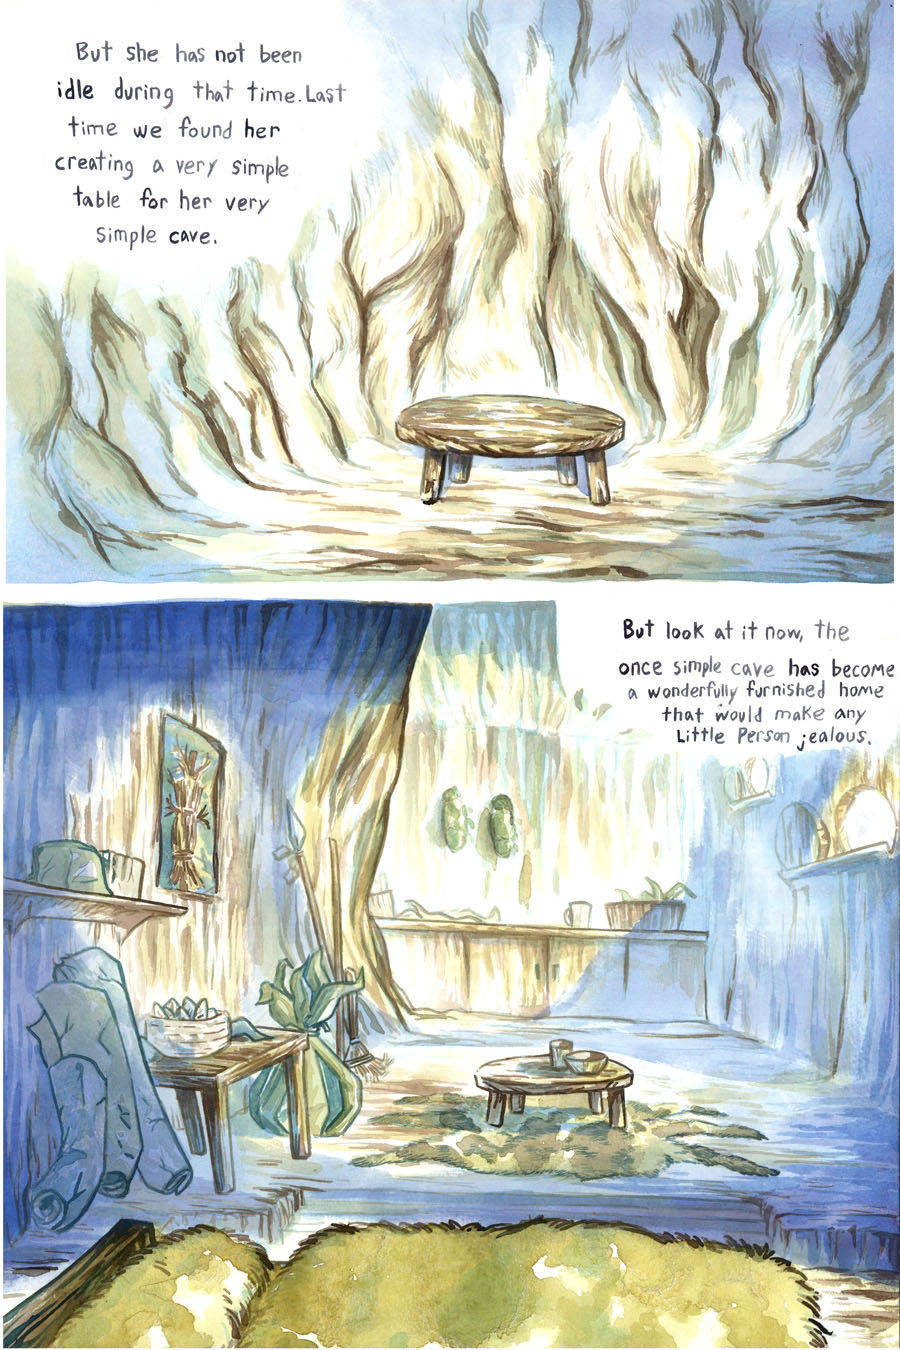 But she has not been
idle during that time. Last
time we found her
creating a very simple
table for her very
simple cave.
But look at it now, the
once simple cave has become
a wonderfully furnished home
that would make any
Little Person jealous.